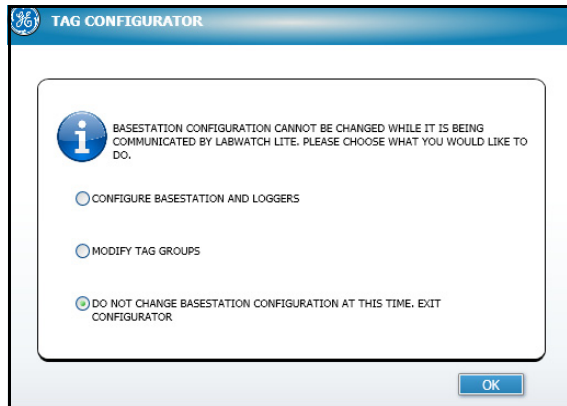 TAG CONFIGURATOR
BASESTATION CONFIGURATION CANNOT BE CHANGED WHILE IT IS BEING
COMMUNICATED BY LABWATCH LITE. PLEASE CHOOSE WHAT YOU WOULD LIKE TO
DO.
CONFIGURE BASESTATION AND LOGGERS
MODIFY TAG GROUPS
DO NOT CHANGE BASESTATION CONFIGURATION AT THIS TIME. EXIT
CONFIGURATOR
OK